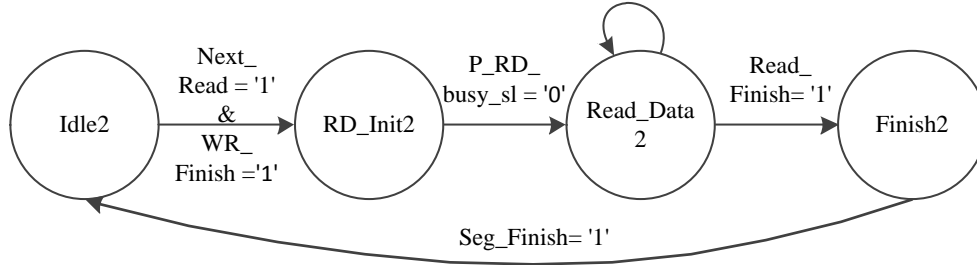 Idle2
Next_
Read = '1'
&
WR_
Finish ='1'
RD_Init2
P_RD_
busy_sl = '0'
Read_Data
2
Read_
Finish= '1'
Finish2
Seg_Finish= '1'